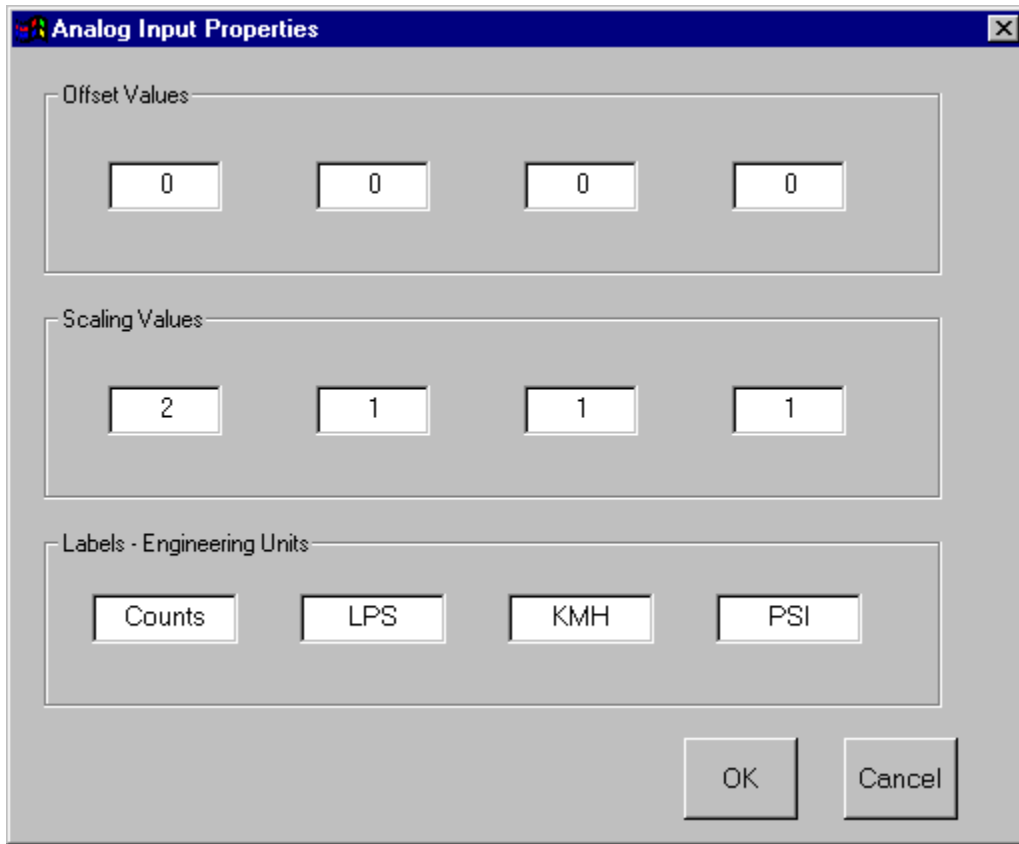 Analog Input Properties
Offset Values
0 0 0 0
Scaling Values
2 1 1 1
Labels - Engineering Units
Counts LPS KMH PSI
OK Cancel